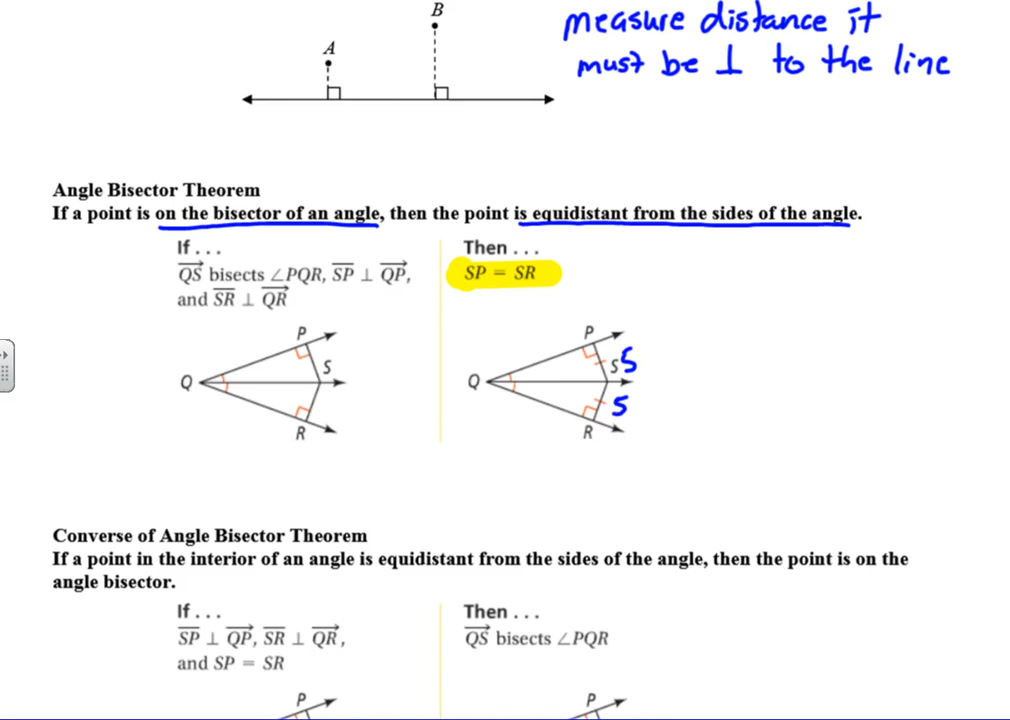 B
measure distance it
A
must be ⊥ to the line
Angle Bisector Theorem
If a point is on the bisector of an angle, then the point is equidistant from the sides of the angle.
If . . .
QS bisects ∠PQR, SP ⊥ QP,
and SR ⊥ QR
Then . . .
SP = SR
P
S
Q
R
P
S 5
Q
5
R
Converse of Angle Bisector Theorem
If a point in the interior of an angle is equidistant from the sides of the angle, then the point is on the
angle bisector.
If . . .
SP ⊥ QP, SR ⊥ QR,
and SP = SR
Then . . .
QS bisects ∠PQR
P
P